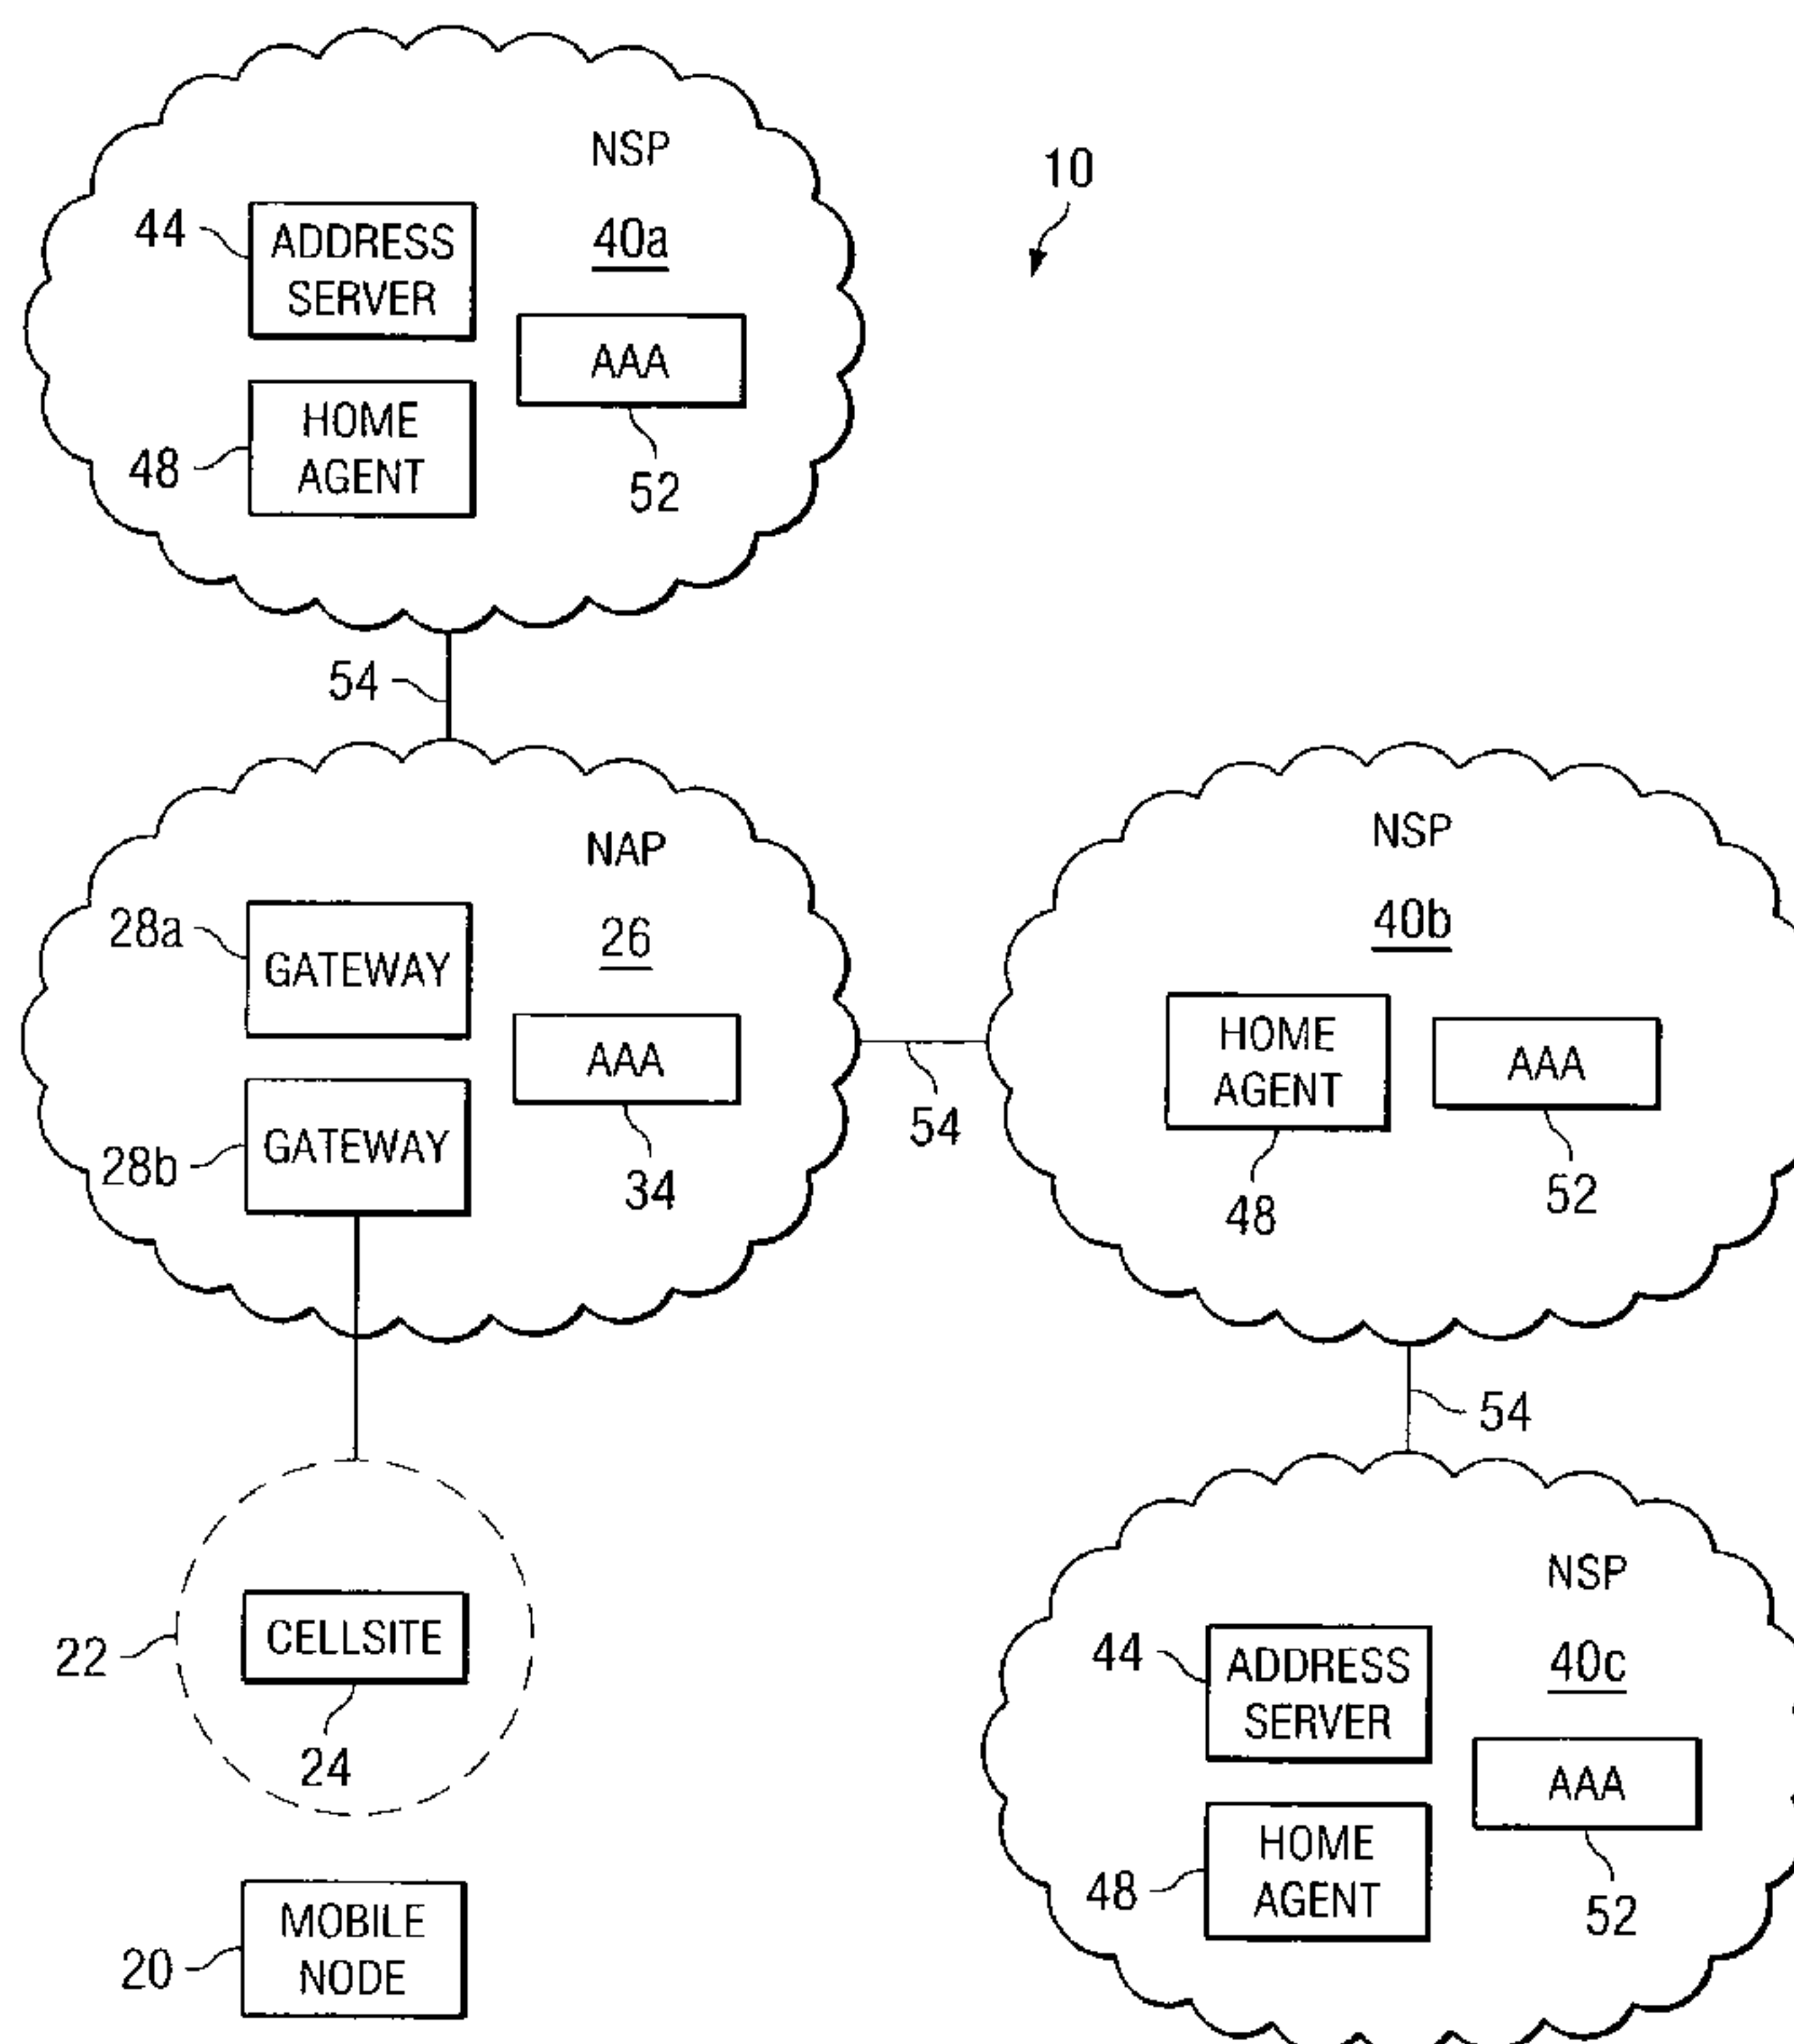 NSP
10
44
ADDRESS
SERVER
40a
AAA
HOME
AGENT
48
52
54
NAP
28a
GATEWAY
26
AAA
28b
GATEWAY
34
54
NSP
40b
HOME
AGENT
AAA
48
52
54
22
CELLSITE
24
20
MOBILE
NODE
NSP
44
ADDRESS
SERVER
40c
AAA
HOME
AGENT
48
52